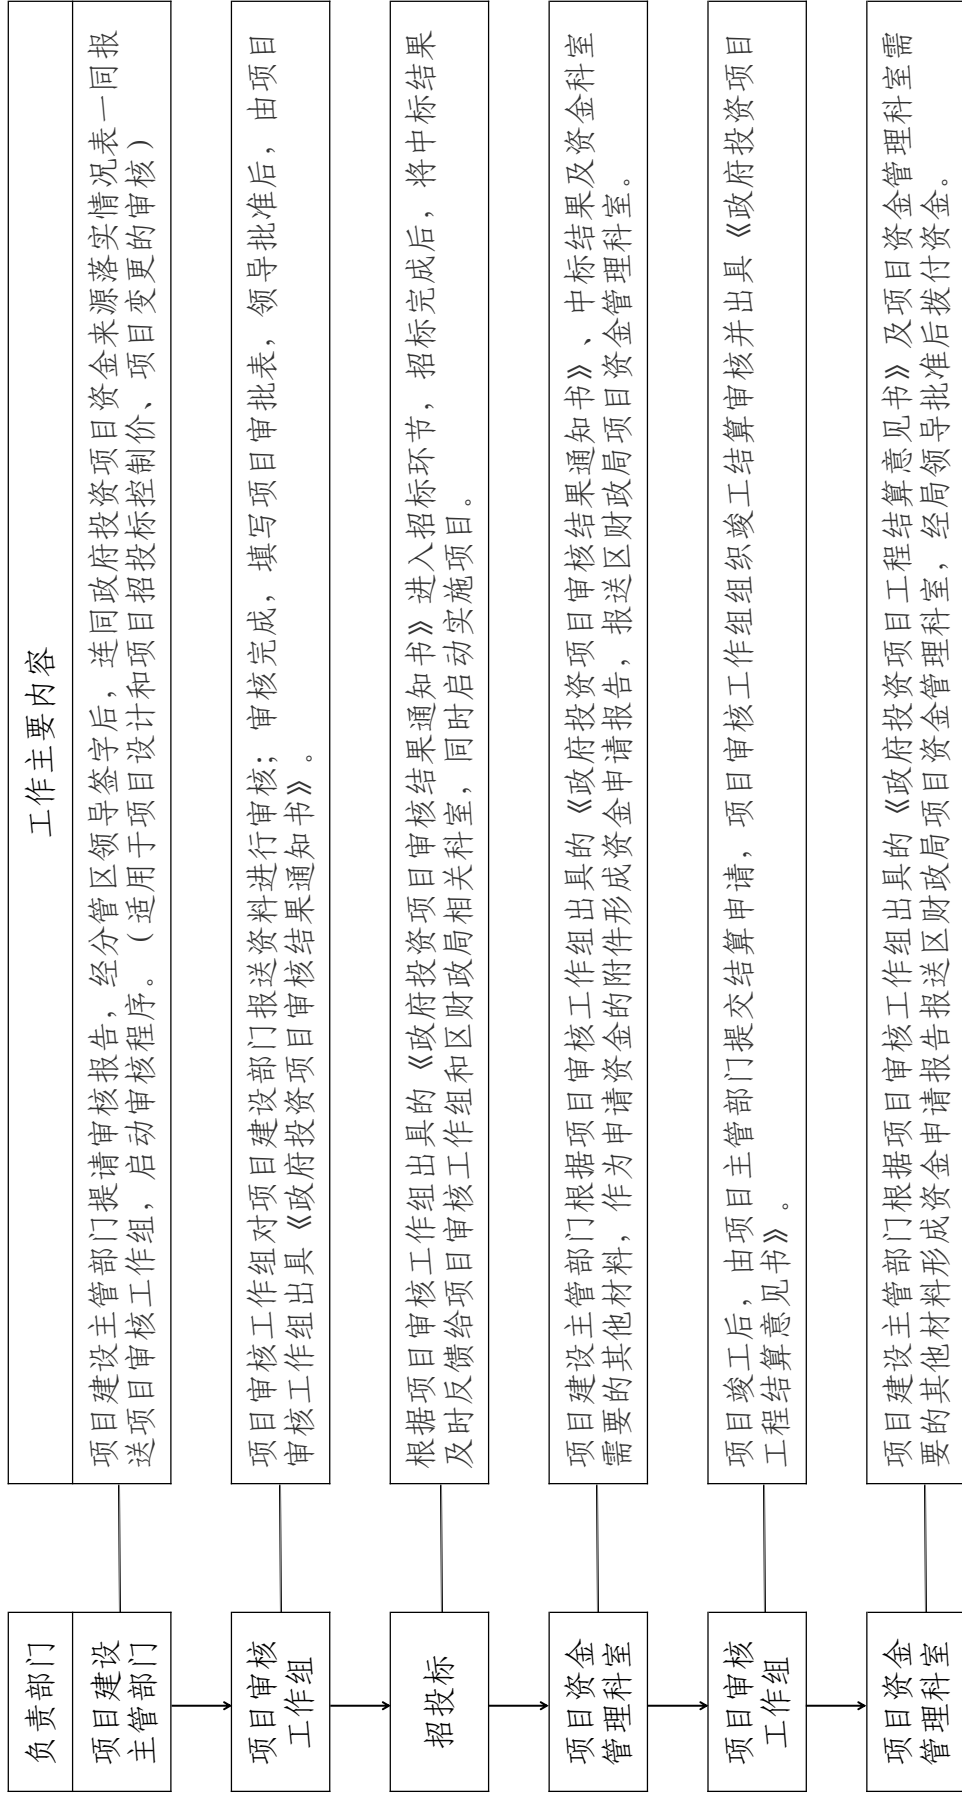 负责部门
工作主要内容
项目建设
主管部门
项目建设主管部门提请审核报告，经分管区领导签字后，连同政府投资项目资金来源落实情况表一同报
送项目审核工作组，启动审核程序。（适用于项目设计和项目招投标控制价、项目变更的审核）
项目审核
工作组
项目审核工作组对项目建设部门报送资料进行审核；审核完成，填写项目审批表，领导批准后，由项目
审核工作组出具《政府投资项目审核结果通知书》。
招投标
根据项目审核工作组出具的《政府投资项目审核结果通知书》进入招标环节，招标完成后，将中标结果
及时反馈给项目审核工作组和区财政局相关科室，同时启动实施项目。
项目资金
管理科室
项目建设主管部门根据项目审核工作组出具的《政府投资项目审核结果通知书》、中标结果及资金科室
需要的其他材料，作为申请资金的附件形成资金申请报告，报送区财政局项目资金管理科室。
项目审核
工作组
项目竣工后，由项目主管部门提交结算申请，项目审核工作组组织竣工结算审核并出具《政府投资项目
工程结算意见书》。
项目资金
管理科室
项目建设主管部门根据项目审核工作组出具的《政府投资项目工程结算意见书》及项目资金管理科室需
要的其他材料形成资金申请报告报送区财政局项目资金管理科室，经局领导批准后拨付资金。